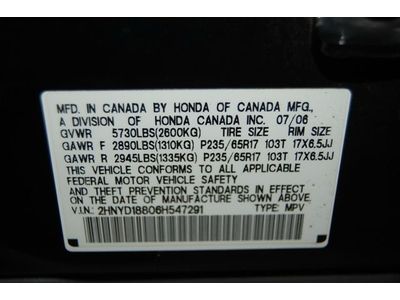 MFD. IN CANADA BY HONDA OF CANADA MFG.,
A DIVISION OF HONDA CANADA INC. 07/06
GVWR 5730LBS(2600KG) TIRE SIZE RIM SIZE
GAWR F 2890LBS(1310KG) P235/65R17 103T 17X6.5JJ
GAWR R 2945LBS(1335KG) P235/65R17 103T 17X6.5JJ
THIS VEHICLE CONFORMS TO ALL APPLICABLE
FEDERAL MOTOR VEHICLE SAFETY
AND THEFT PREVENTION STANDARDS IN EFFECT
ON THE DATE OF MANUFACTURE SHOWN ABOVE.
V.I.N.: 2HNYD18806H547291 TYPE: MPV